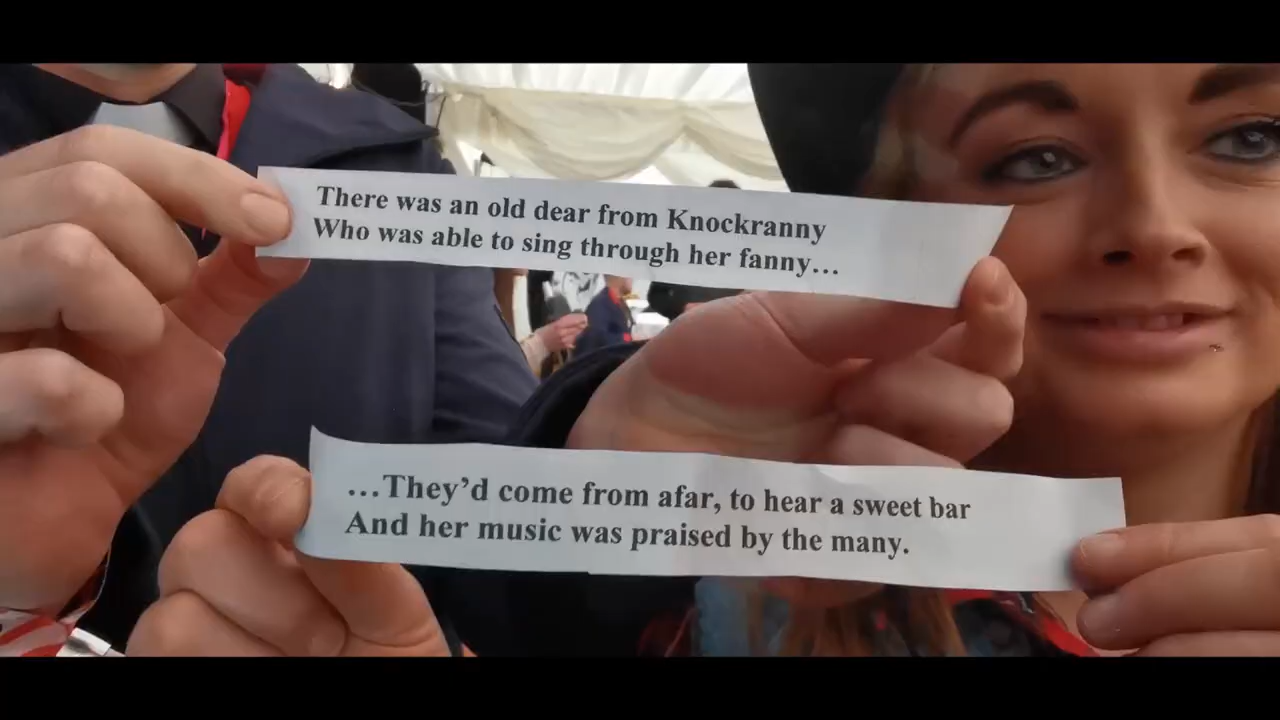 There was an old dear from Knockranny
Who was able to sing through her fanny…
…They’d come from afar, to hear a sweet bar
And her music was praised by the many.